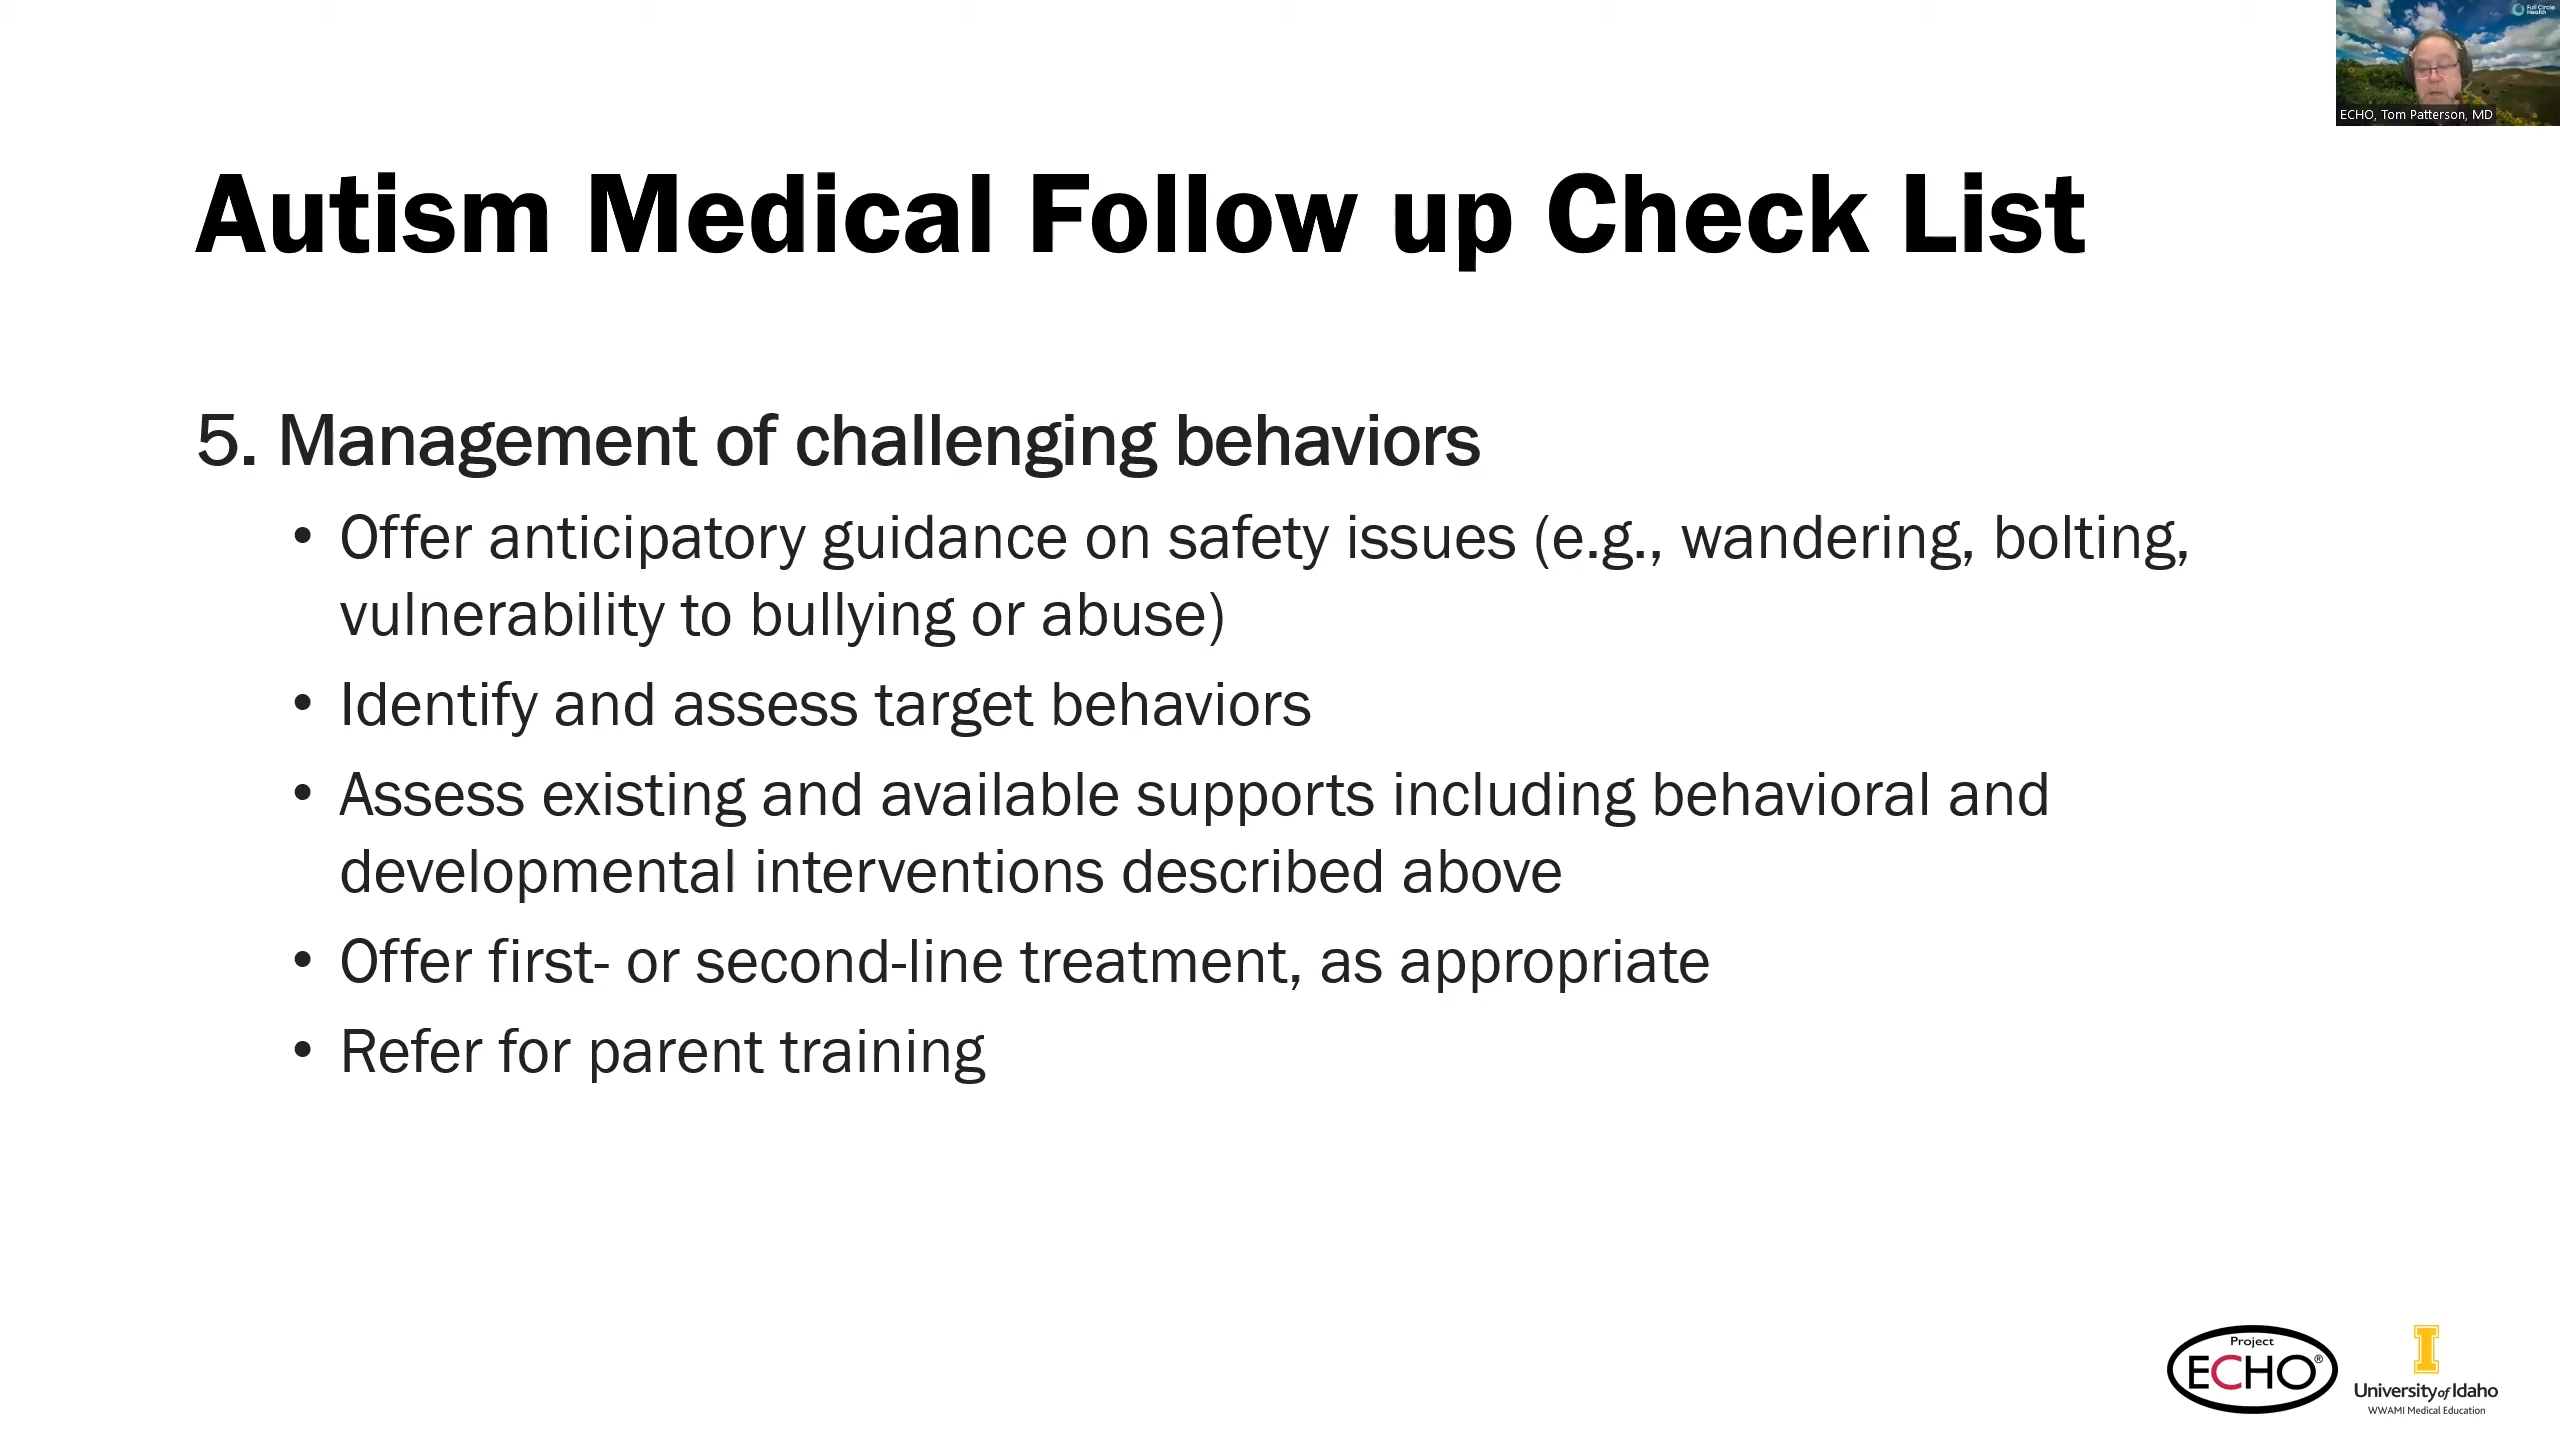 Full Circle
Health
ECHO, Tom Patterson, MD
Autism Medical Follow up Check List
5. Management of challenging behaviors
• Offer anticipatory guidance on safety issues (e.g., wandering, bolting,
vulnerability to bullying or abuse)
• Identify and assess target behaviors
• Assess existing and available supports including behavioral and
developmental interventions described above
• Offer first- or second-line treatment, as appropriate
• Refer for parent training
Project
ECHO®
I
University of Idaho
WWAMI Medical Education